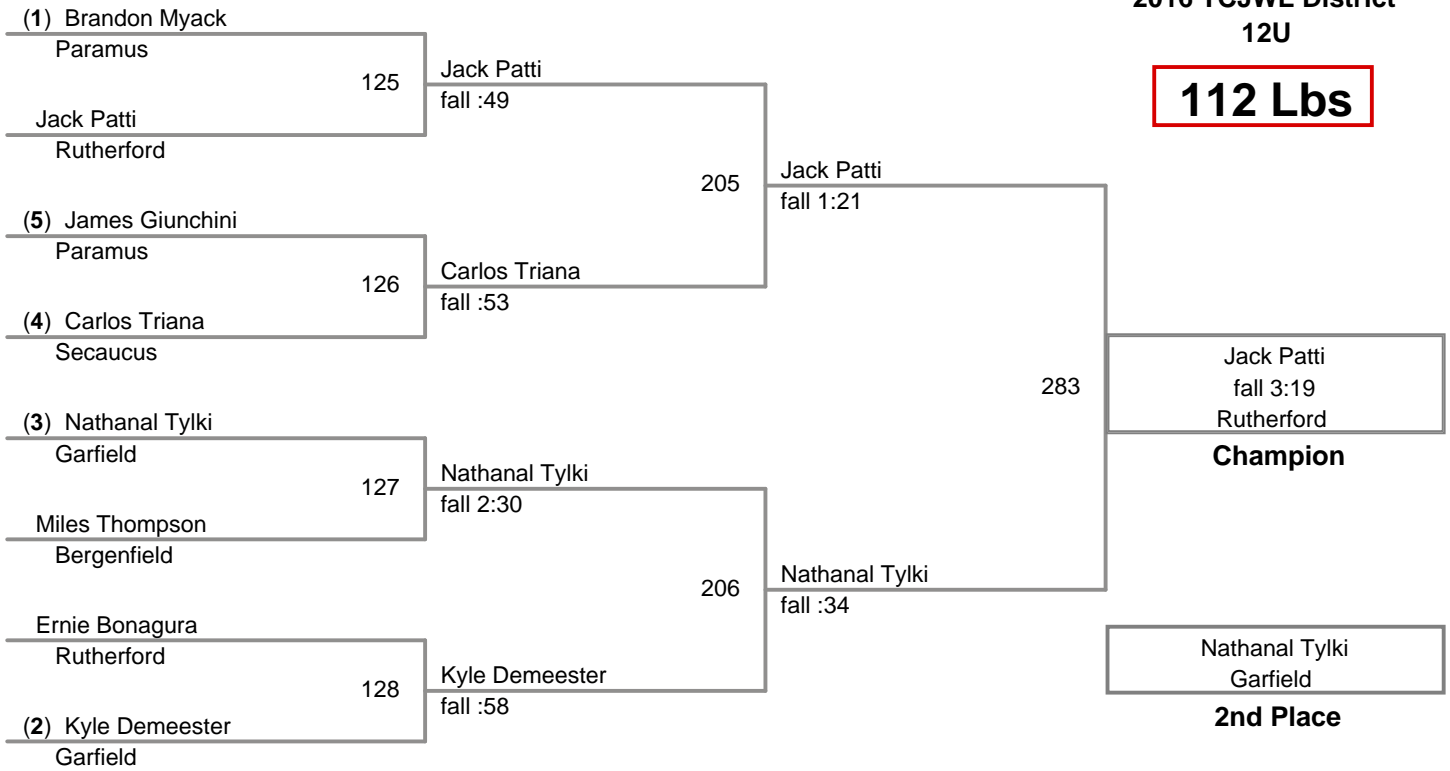 2016 TCJWL District
12U
112 Lbs
(1) Brandon Myack
Paramus
125
Jack Patti
Rutherford
Jack Patti
fall :49
(5) James Giunchini
Paramus
126
(4) Carlos Triana
Secaucus
Carlos Triana
fall :53
205
Jack Patti
fall 1:21
(3) Nathanal Tylki
Garfield
127
Miles Thompson
Bergenfield
Nathanal Tylki
fall 2:30
Ernie Bonagura
Rutherford
128
(2) Kyle Demeester
Garfield
Kyle Demeester
fall :58
206
Nathanal Tylki
fall :34
283
Jack Patti
fall 3:19
Rutherford
Champion
Nathanal Tylki
Garfield
2nd Place